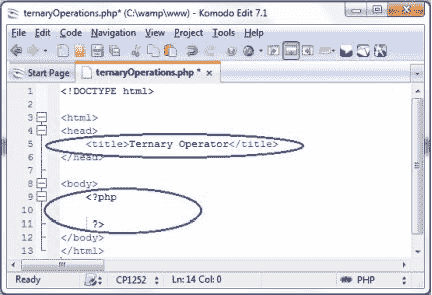 ternaryOperations.php* (C:\wamp\www) - Komodo Edit 7.1
File Edit Code Navigation View Project Tools Help
Start Page ternaryOperations.php *
1 <!DOCTYPE html>
2
3 <html>
4 <head>
5 <title>Ternary Operator</title>
6 </head>
7
8 <body>
9 <?php
10
11 ?>
12 </body>
13 </html>
Ready CP1252 Ln: 14 Col: 0 PHP